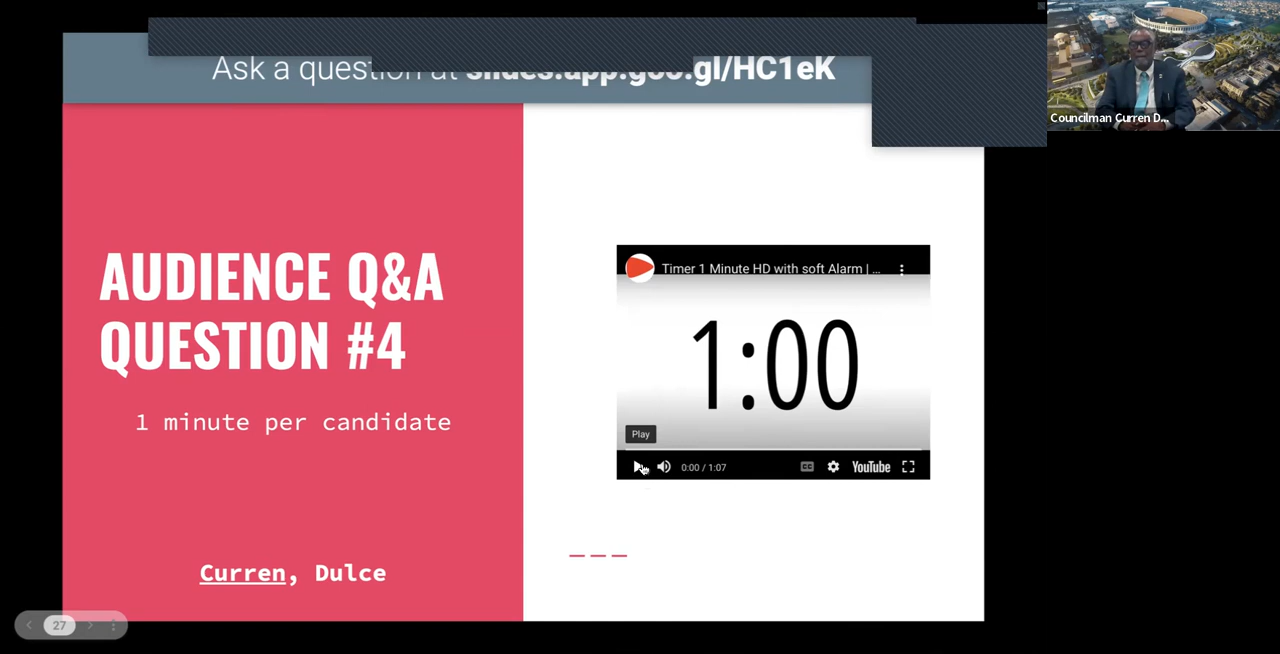 Ask a question at slides.app.goo.gl/HC1eK
Councilman Curren D...
AUDIENCE Q&A
QUESTION #4
1 minute per candidate
Curren, Dulce
Timer 1 Minute HD with soft Alarm | ...
1:00
Play
0:00 / 1:07
CC
YouTube
27